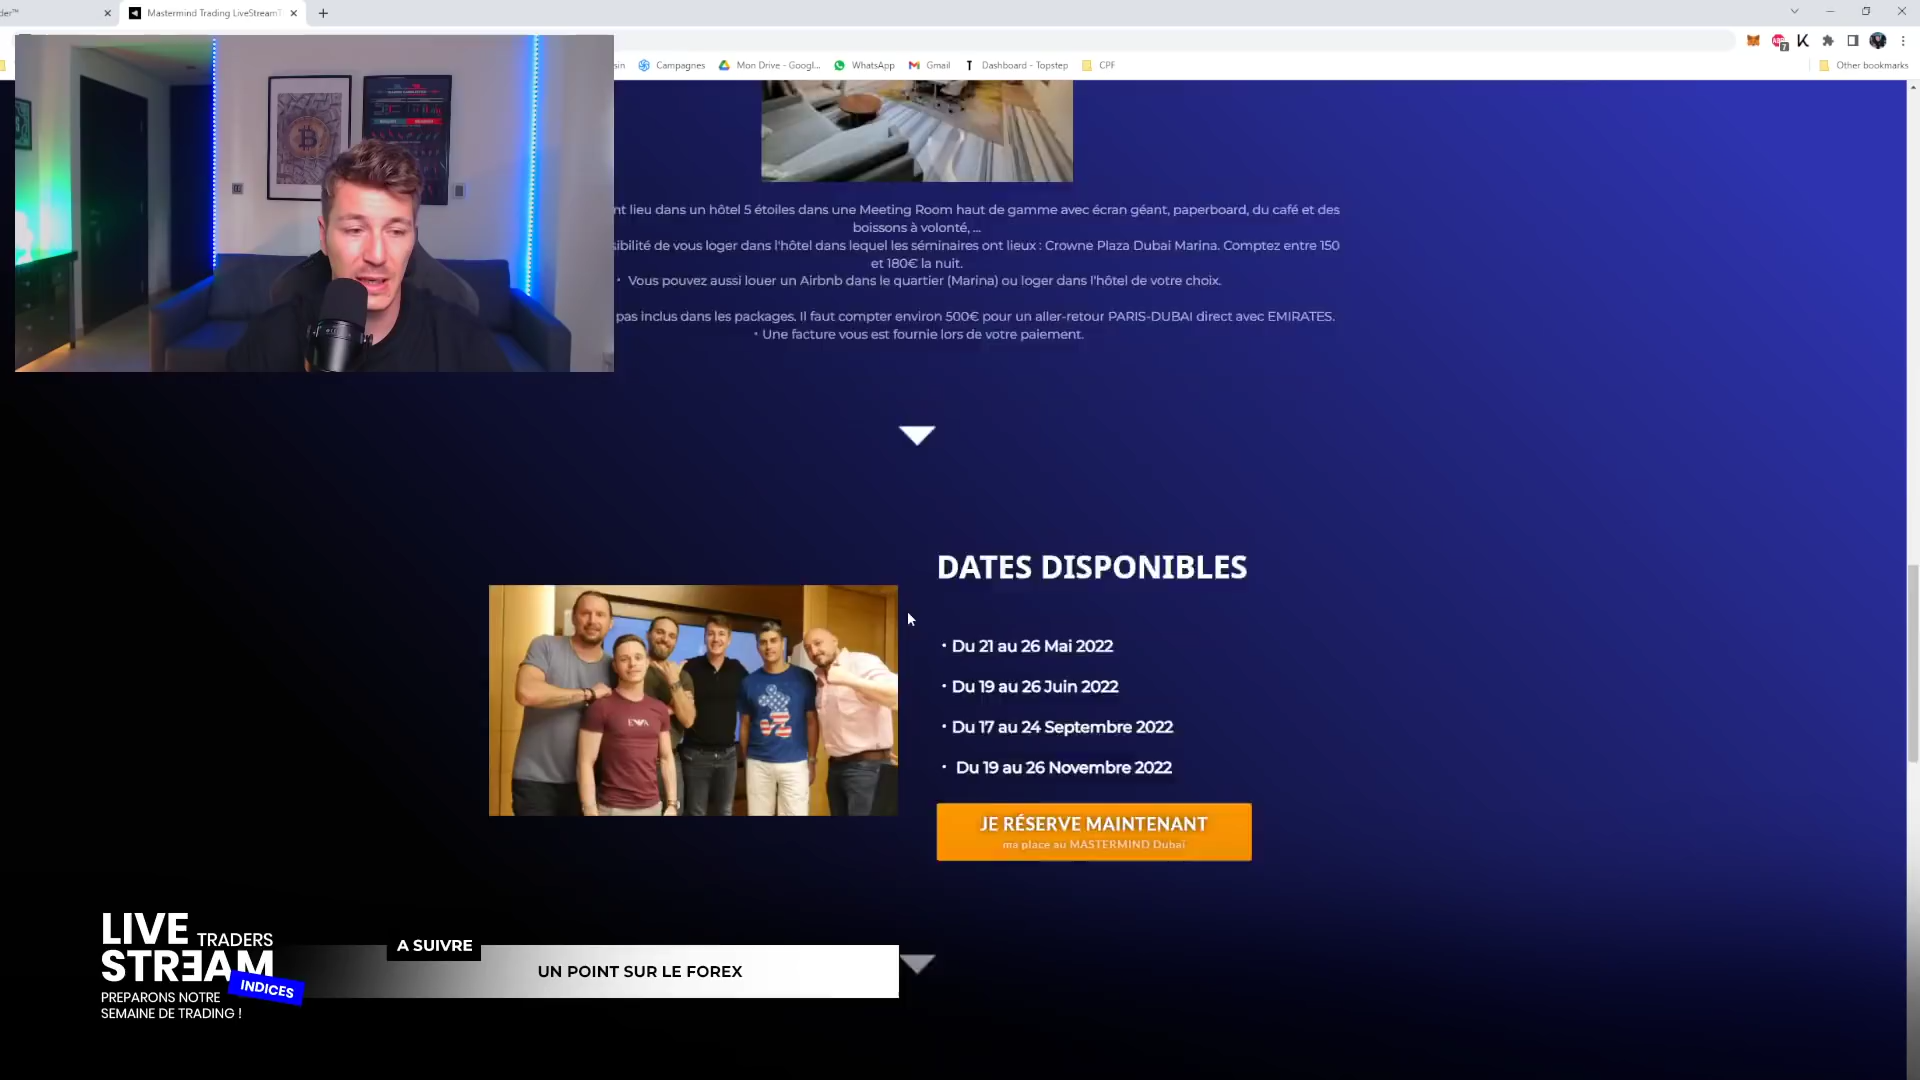 der™
Mastermind Trading LiveStreamT
sin
Campagnes
Mon Drive - Googl...
WhatsApp
Gmail
Dashboard - Topstep
CPF
Other bookmarks
nt lieu dans un hôtel 5 étoiles dans une Meeting Room haut de gamme avec écran géant, paperboard, du café et des
boissons à volonté, ...
sibilité de vous loger dans l'hôtel dans lequel les séminaires ont lieux : Crowne Plaza Dubai Marina. Comptez entre 150
et 180€ la nuit.
• Vous pouvez aussi louer un Airbnb dans le quartier (Marina) ou loger dans l'hôtel de votre choix.
pas inclus dans les packages. Il faut compter environ 500€ pour un aller-retour PARIS-DUBAI direct avec EMIRATES.
• Une facture vous est fournie lors de votre paiement.
DATES DISPONIBLES
• Du 21 au 26 Mai 2022
• Du 19 au 26 Juin 2022
• Du 17 au 24 Septembre 2022
• Du 19 au 26 Novembre 2022
JE RÉSERVE MAINTENANT
ma place au MASTERMIND Dubaï
LIVE TRADERS
STRƎAM
INDICES
PREPARONS NOTRE
SEMAINE DE TRADING !
A SUIVRE
UN POINT SUR LE FOREX